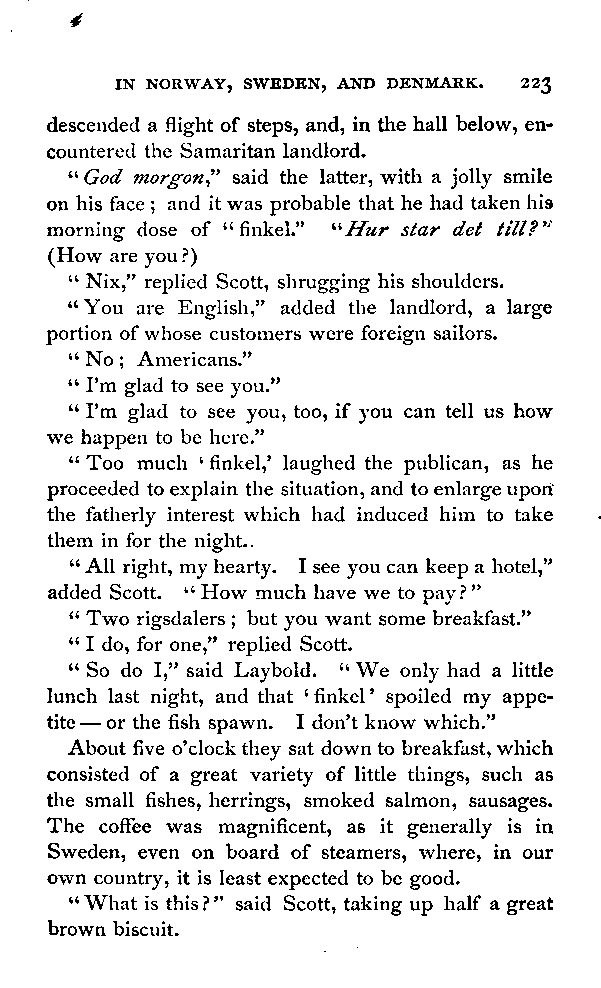 IN NORWAY, SWEDEN, AND DENMARK. 223
descended a flight of steps, and, in the hall below, en-
countered the Samaritan landlord.
"God morgon," said the latter, with a jolly smile
on his face; and it was probable that he had taken his
morning dose of "finkel." "Hur star det till?"
(How are you?)
"Nix," replied Scott, shrugging his shoulders.
"You are English," added the landlord, a large
portion of whose customers were foreign sailors.
"No; Americans."
"I'm glad to see you."
"I'm glad to see you, too, if you can tell us how
we happen to be here."
"Too much 'finkel,' laughed the publican, as he
proceeded to explain the situation, and to enlarge upon
the fatherly interest which had induced him to take
them in for the night..
"All right, my hearty. I see you can keep a hotel,"
added Scott. "How much have we to pay?"
"Two rigsdalers; but you want some breakfast."
"I do, for one," replied Scott.
"So do I," said Laybold. "We only had a little
lunch last night, and that 'finkel' spoiled my appe-
tite — or the fish spawn. I don't know which."
About five o'clock they sat down to breakfast, which
consisted of a great variety of little things, such as
the small fishes, herrings, smoked salmon, sausages.
The coffee was magnificent, as it generally is in
Sweden, even on board of steamers, where, in our
own country, it is least expected to be good.
"What is this?" said Scott, taking up half a great
brown biscuit.